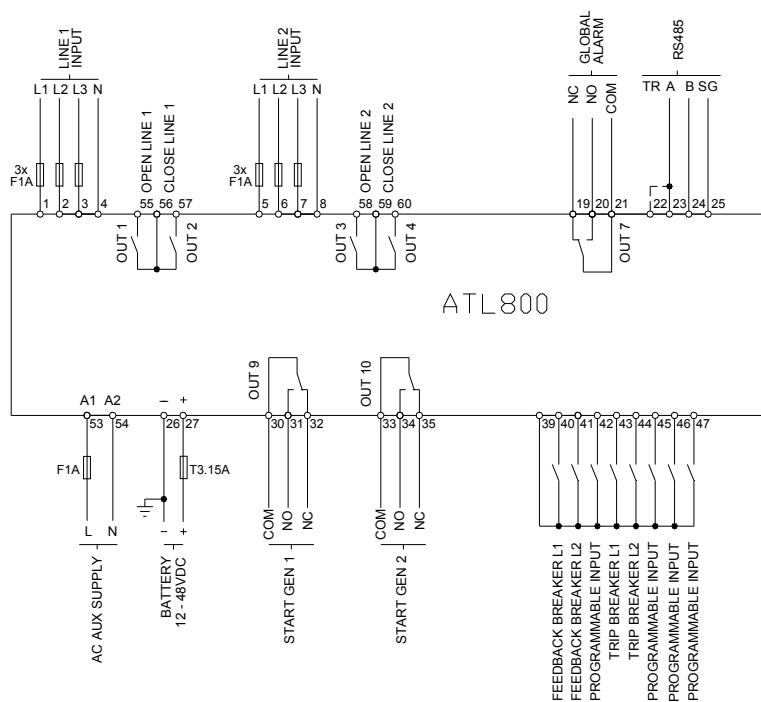 LINE 1
INPUT
LINE 2
INPUT
GLOBAL
ALARM
RS485
L1 L2 L3 N
L1 L2 L3 N
NC
NO
COM
TR A B SG
3x
F1A
OPEN LINE 1
CLOSE LINE 1
3x
F1A
OPEN LINE 2
CLOSE LINE 2
1 2 3 4 55 56 57 5 6 7 8 58 59 60 19 20 21 22 23 24 25
OUT 1
OUT 2
OUT 3
OUT 4
OUT 7
ATL800
OUT 9
OUT 10
A1 A2 – +
53 54 26 27 30 31 32 33 34 35 39 40 41 42 43 44 45 46 47
F1A
T3.15A
L N – +
COM
NO
NC
COM
NO
NC
AC AUX SUPPLY
BATTERY
12 - 48VDC
START GEN 1
START GEN 2
FEEDBACK BREAKER L1
FEEDBACK BREAKER L2
PROGRAMMABLE INPUT
TRIP BREAKER L1
TRIP BREAKER L2
PROGRAMMABLE INPUT
PROGRAMMABLE INPUT
PROGRAMMABLE INPUT